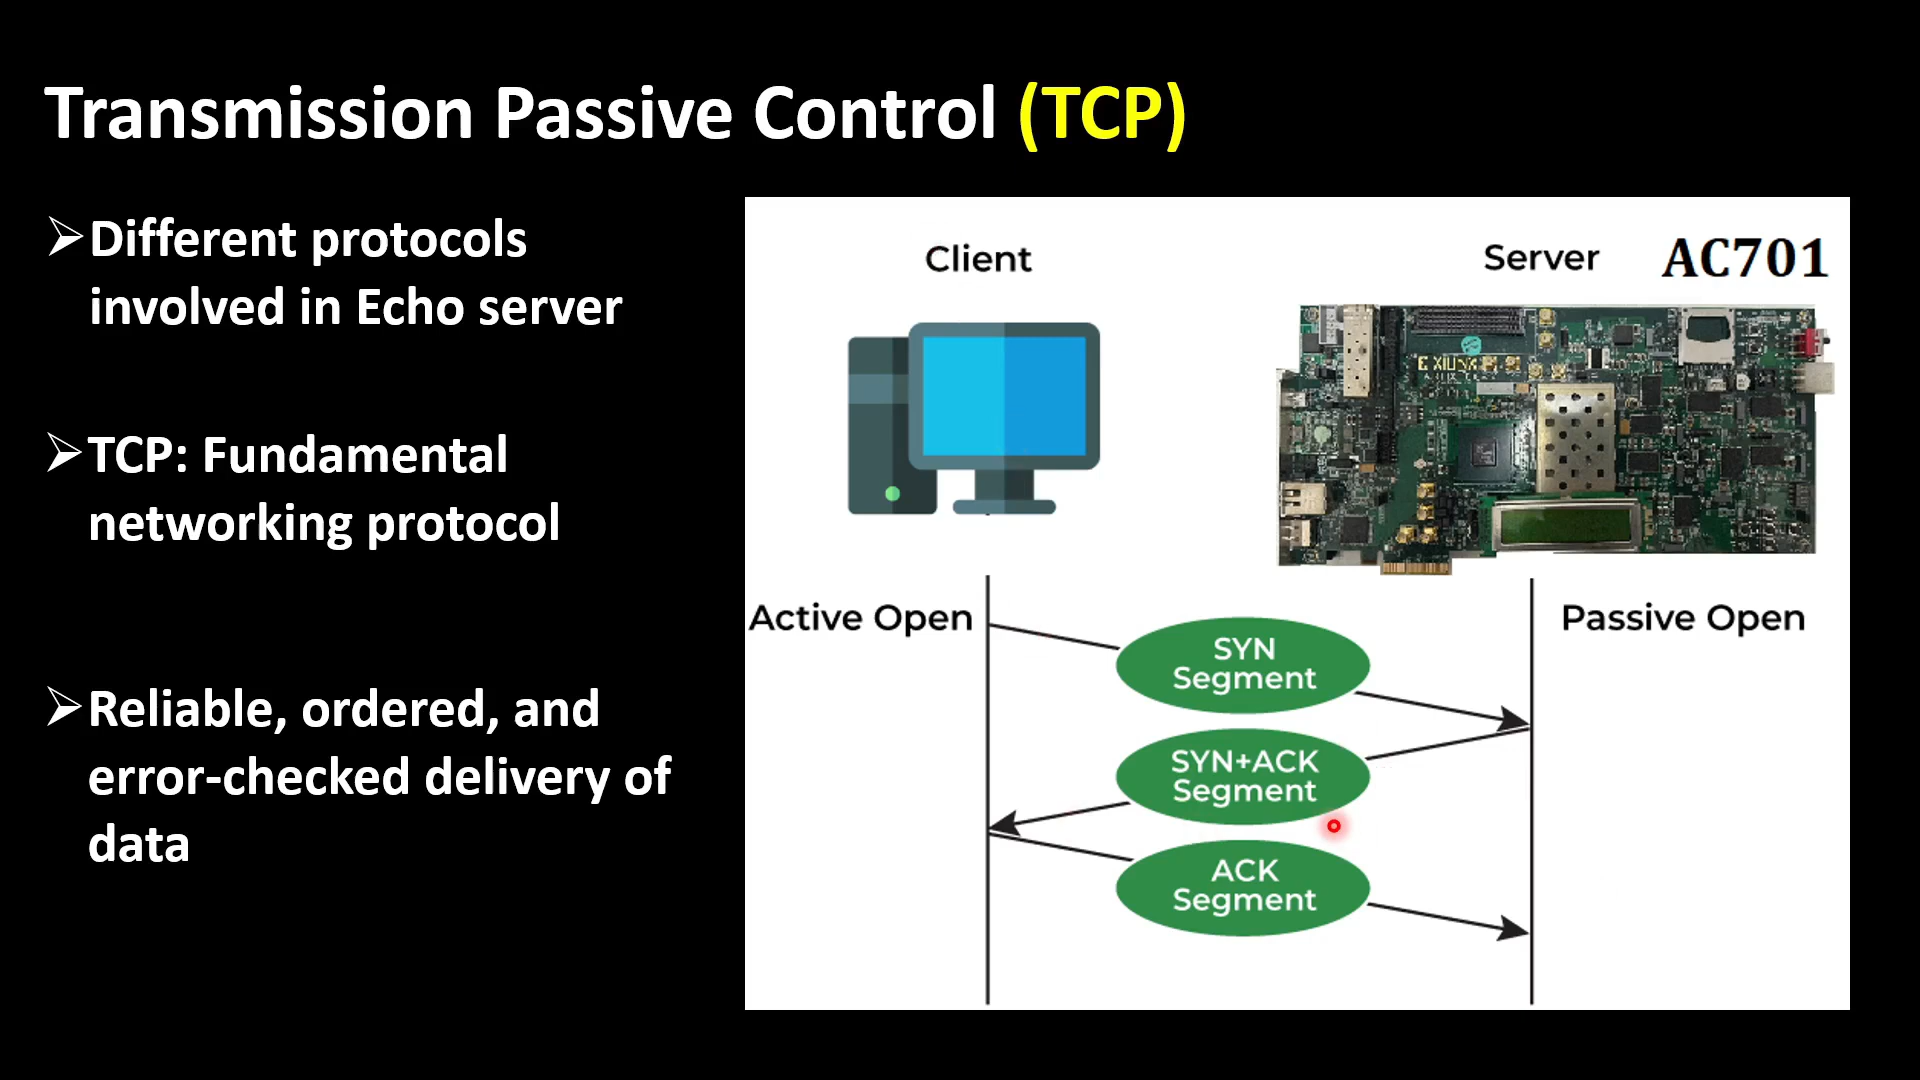 Transmission Passive Control (TCP)
Different protocols
involved in Echo server
TCP: Fundamental
networking protocol
Reliable, ordered, and
error-checked delivery of
data
Client
Server
AC701
XILINX
Active Open
Passive Open
SYN
Segment
SYN+ACK
Segment
ACK
Segment